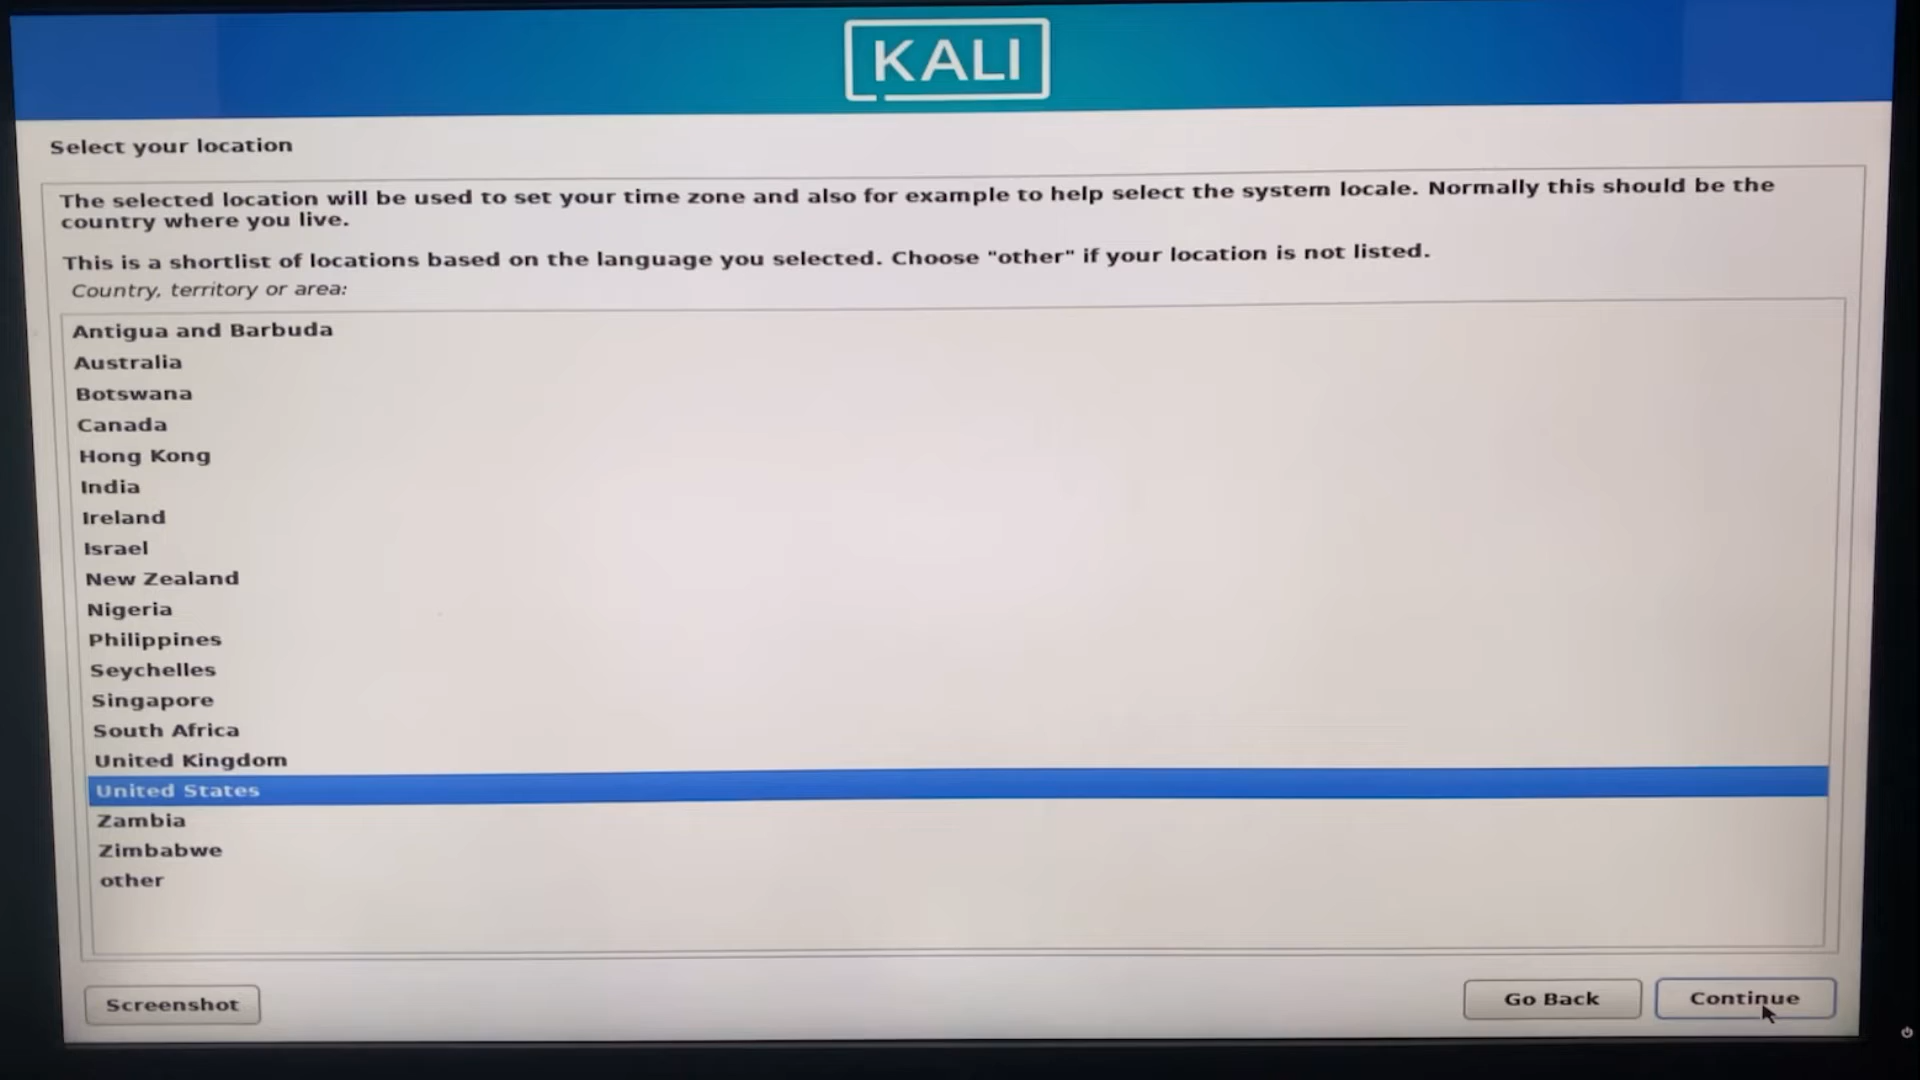 KALI
Select your location
The selected location will be used to set your time zone and also for example to help select the system locale. Normally this should be the
country where you live.
This is a shortlist of locations based on the language you selected. Choose "other" if your location is not listed.
Country, territory or area:
Antigua and Barbuda
Australia
Botswana
Canada
Hong Kong
India
Ireland
Israel
New Zealand
Nigeria
Philippines
Seychelles
Singapore
South Africa
United Kingdom
United States
Zambia
Zimbabwe
other
Screenshot
Go Back
Continue